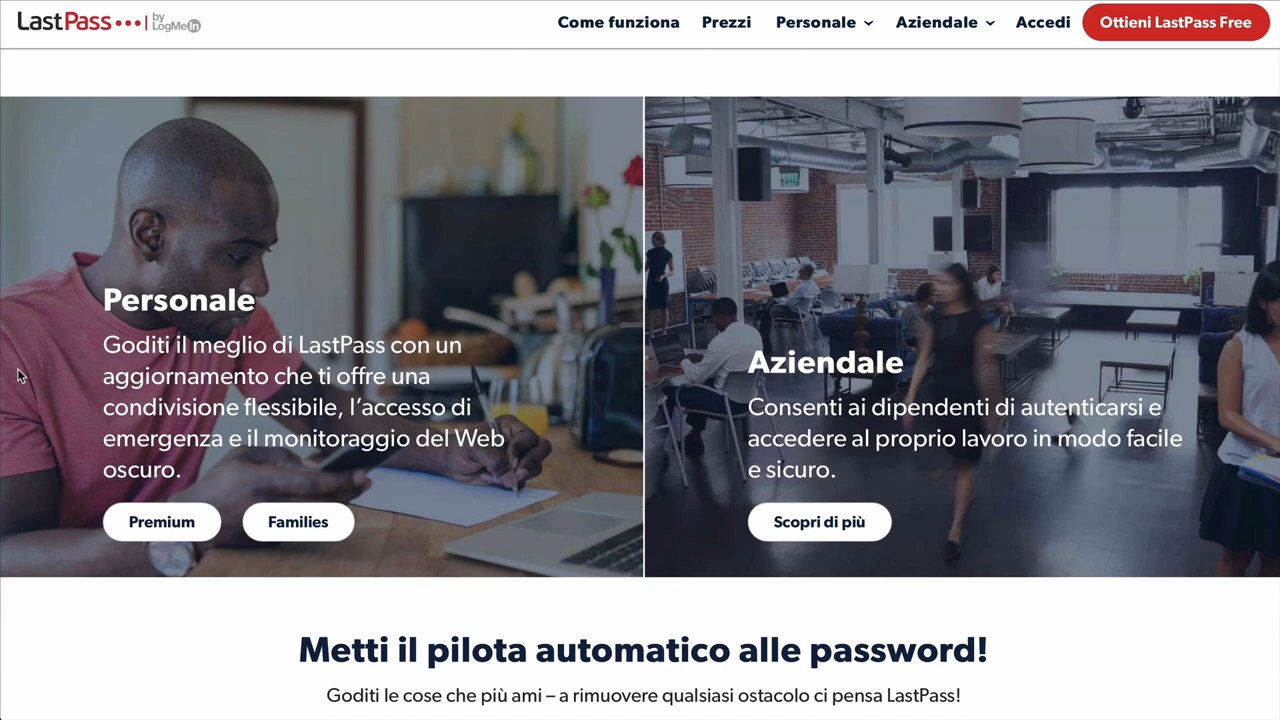 LastPass by LogMeIn
Come funziona Prezzi Personale Aziendale Accedi Ottieni LastPass Free
Personale
Goditi il meglio di LastPass con un
aggiornamento che ti offre una
condivisione flessibile, l’accesso di
emergenza e il monitoraggio del Web
oscuro.
Premium Families
Aziendale
Consenti ai dipendenti di autenticarsi e
accedere al proprio lavoro in modo facile
e sicuro.
Scopri di più
Metti il pilota automatico alle password!
Goditi le cose che più ami – a rimuovere qualsiasi ostacolo ci pensa LastPass!